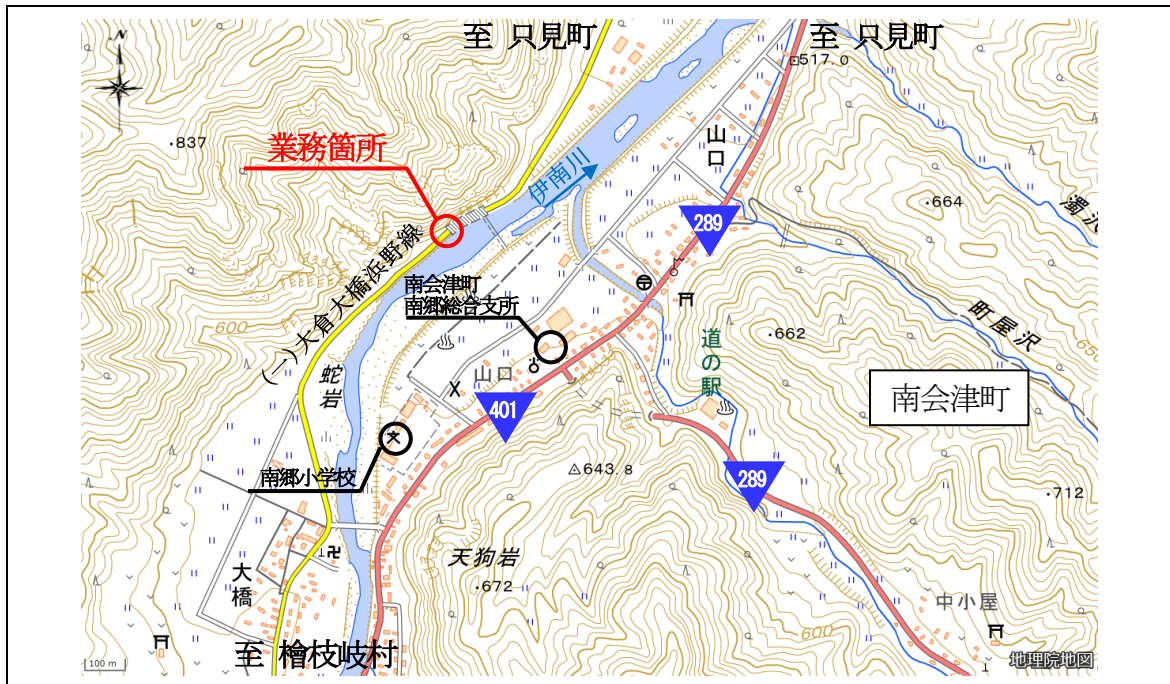 至 只見町
至 只見町
N
517.0
837
業務箇所
山口
伊南川
濁沢
664
289
(一)大倉大橋浜野線
南会津町
南郷総合支所
600
662
町屋沢
道の駅
650
蛇岩
山口
南会津町
401
文
643.8
南郷小学校
289
712
天狗岩
672
大橋
中小屋
600
至 檜枝岐村
100 m
地理院地図